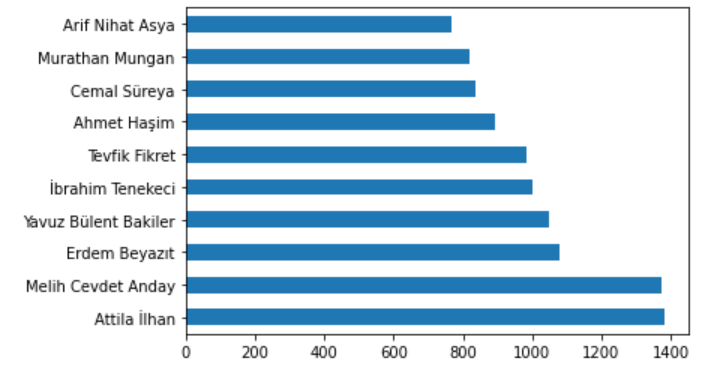 Arif Nihat Asya
Murathan Mungan
Cemal Süreya
Ahmet Haşim
Tevfik Fikret
İbrahim Tenekeci
Yavuz Bülent Bakiler
Erdem Beyazıt
Melih Cevdet Anday
Attila İlhan
0 200 400 600 800 1000 1200 1400